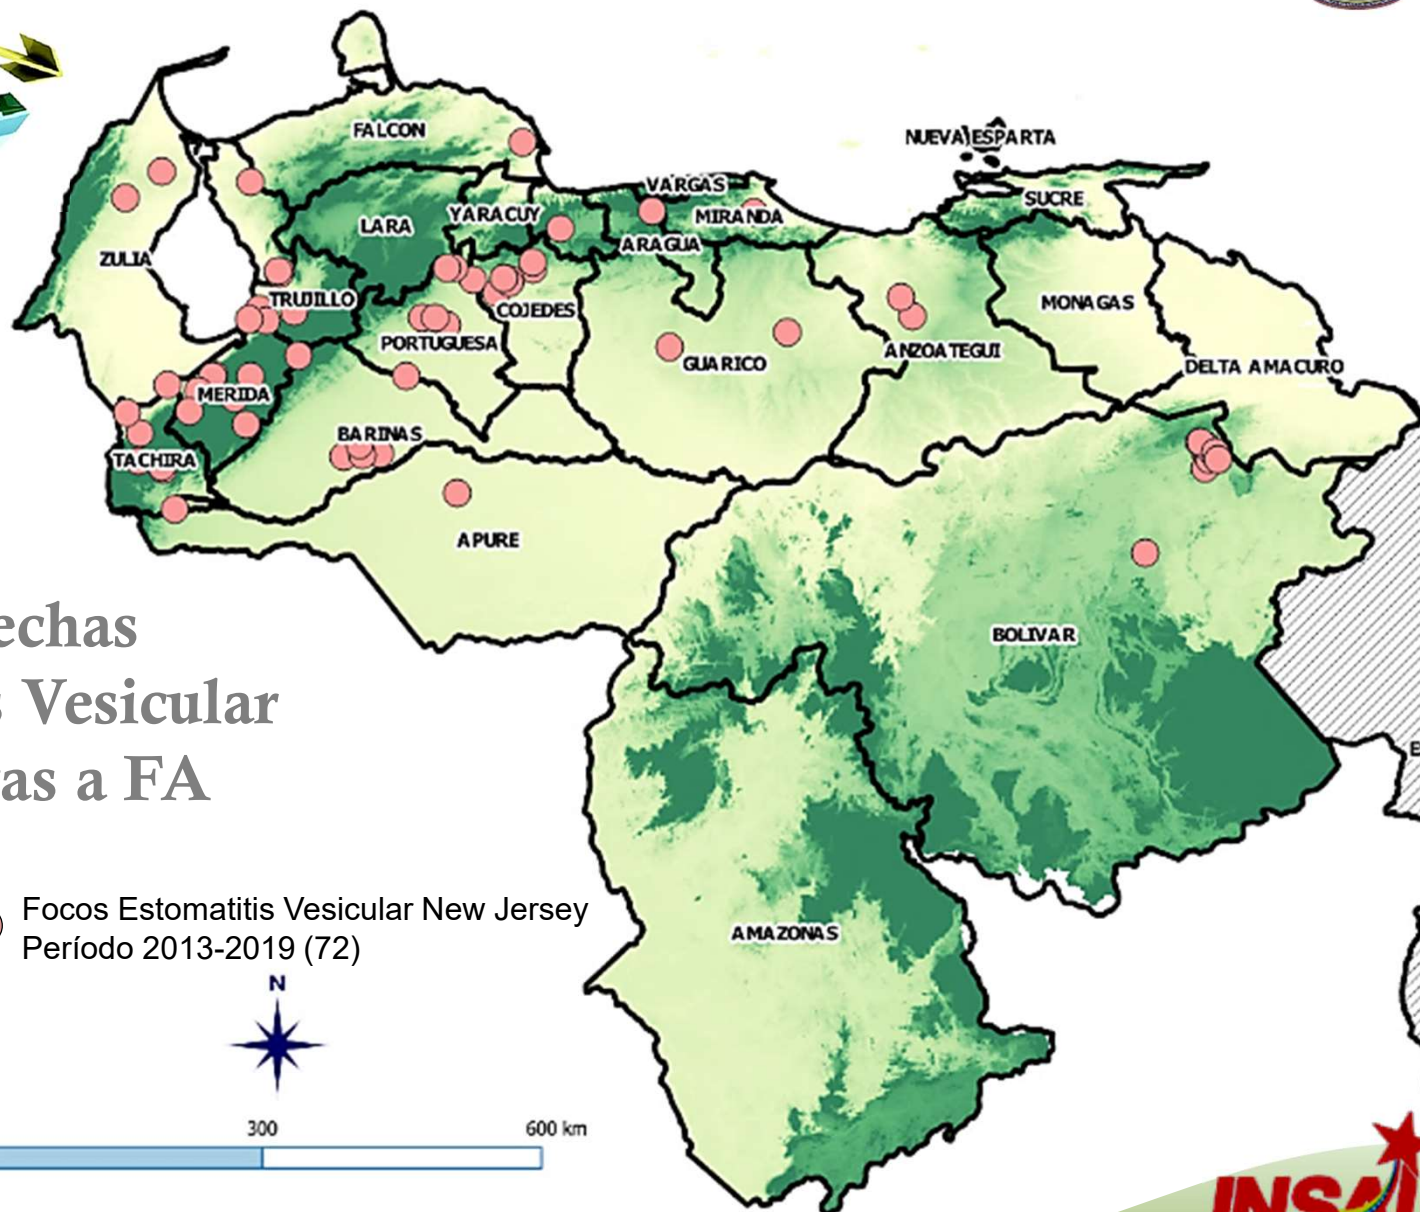 FALCON
NUEVA ESPARTA
VARGAS
SUCRE
YARACUY
MIRANDA
LARA
ARAGUA
ZULIA
TRUJILLO
MONAGAS
COJEDES
PORTUGUESA
ANZOATEGUI
GUARICO
DELTA AMACURO
MERIDA
BARINAS
TACHIRA
APURE
BOLIVAR
echas
s Vesicular
as a FA
Focos Estomatitis Vesicular New Jersey
Período 2013-2019 (72)
AMAZONAS
N
300
600 km
INSAI